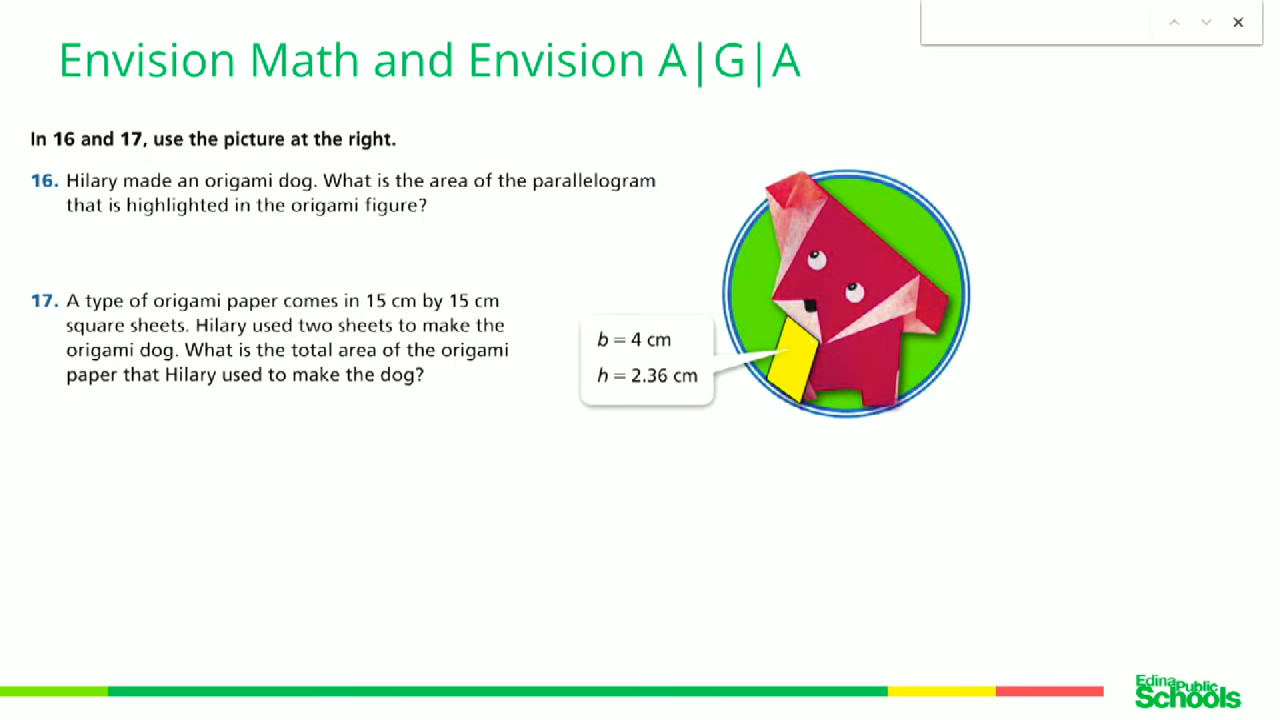 Envision Math and Envision A|G|A
In 16 and 17, use the picture at the right.
16. Hilary made an origami dog. What is the area of the parallelogram
that is highlighted in the origami figure?
17. A type of origami paper comes in 15 cm by 15 cm
square sheets. Hilary used two sheets to make the
origami dog. What is the total area of the origami
paper that Hilary used to make the dog?
b = 4 cm
h = 2.36 cm
Edina Public
Schools